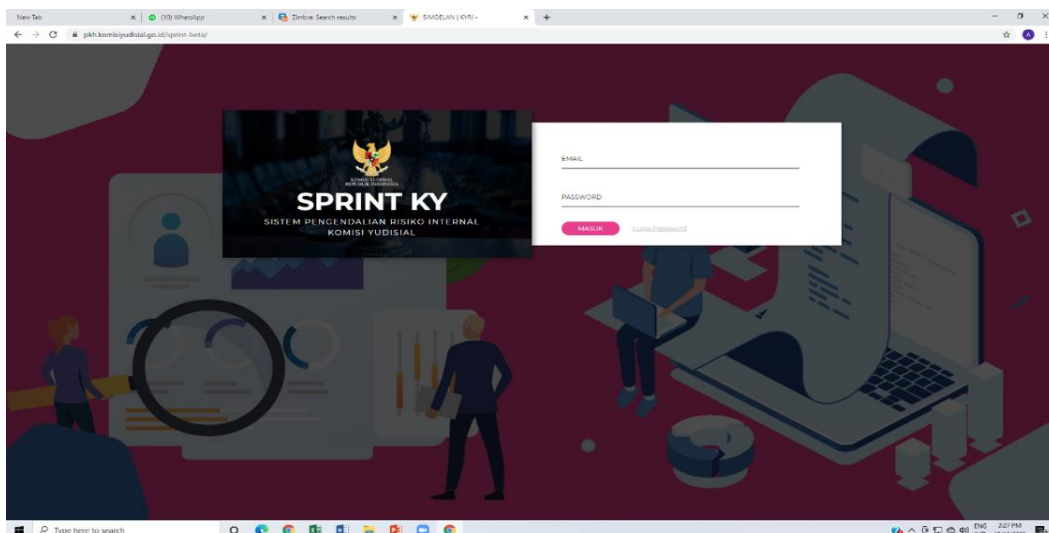 New Tab
(10) WhatsApp
Zimbra: Search results
SIMDELAN | KYRI -
pkh.komisiyudisial.go.id/sprint-beta/
A
KOMISI YUDISIAL
REPUBLIK INDONESIA
SPRINT KY
SISTEM PENGENDALIAN RISIKO INTERNAL
KOMISI YUDISIAL
EMAIL
PASSWORD
MASUK
Lupa Password
Type here to search
ENG
2:27 PM